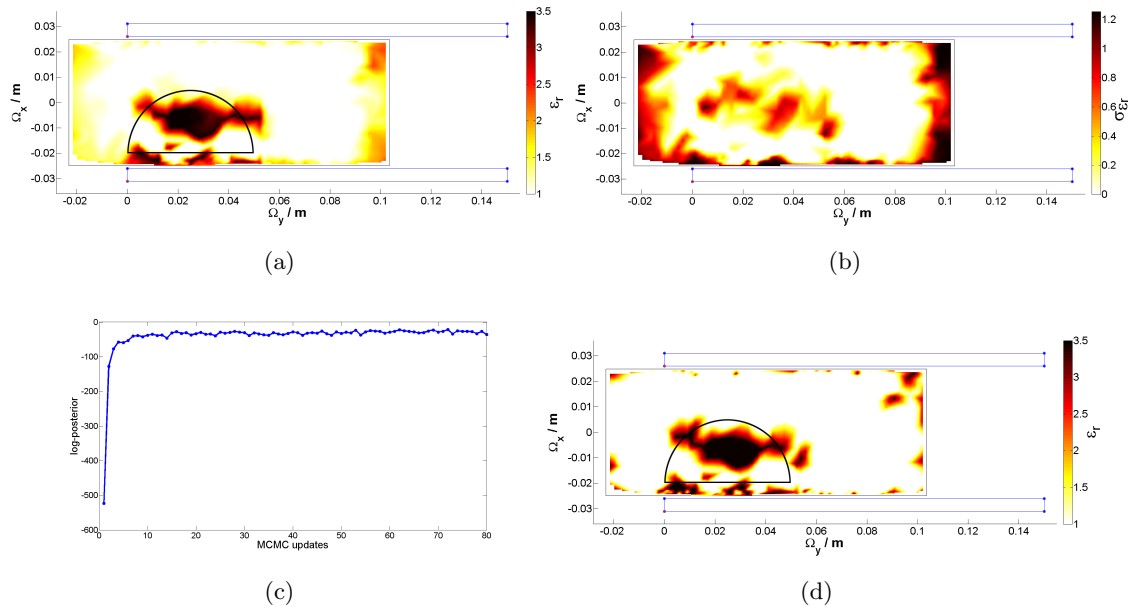 0.03
0.02
0.01
0
-0.01
-0.02
-0.03
Ωx / m
-0.02 0 0.02 0.04 0.06 0.08 0.10 0.12 0.14
Ωy / m
3.5
3
2.5
2
1.5
1
εr
(a)
0.03
0.02
0.01
0
-0.01
-0.02
-0.03
Ωx / m
-0.02 0 0.02 0.04 0.06 0.08 0.10 0.12 0.14
Ωy / m
1.2
1
0.8
0.6
0.4
0.2
0
σεr
(b)
0
-100
-200
-300
-400
-500
-600
log-posterior
0 10 20 30 40 50 60 70 80
MCMC updates
(c)
0.03
0.02
0.01
0
-0.01
-0.02
-0.03
Ωx / m
-0.02 0 0.02 0.04 0.06 0.08 0.10 0.12 0.14
Ωy / m
3.5
3
2.5
2
1.5
1
εr
(d)